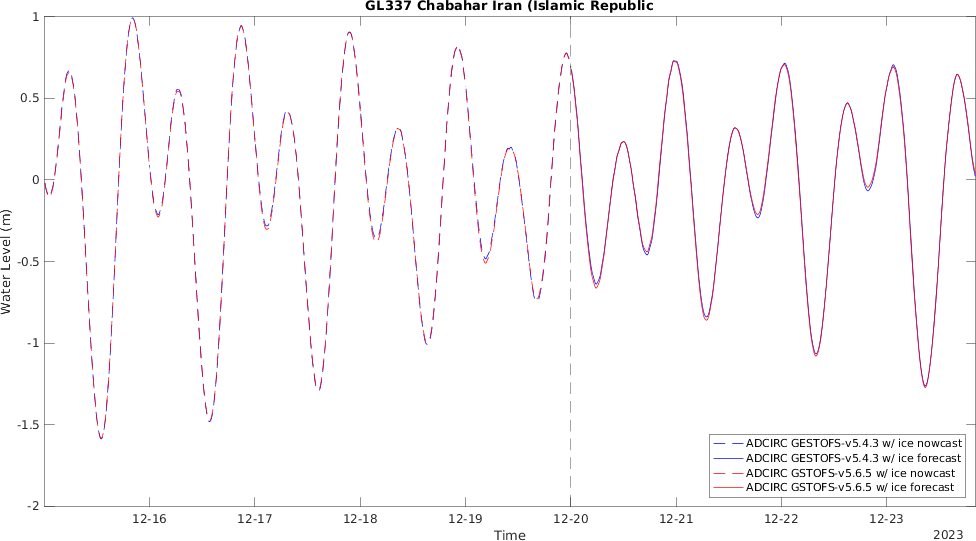 GL337 Chabahar Iran (Islamic Republic
1
0.5
0
-0.5
-1
-1.5
-2
Water Level (m)
12-16 12-17 12-18 12-19 12-20 12-21 12-22 12-23
Time
2023
ADCIRC GESTOFS-v5.4.3 w/ ice nowcast
ADCIRC GESTOFS-v5.4.3 w/ ice forecast
ADCIRC GSTOFS-v5.6.5 w/ ice nowcast
ADCIRC GSTOFS-v5.6.5 w/ ice forecast